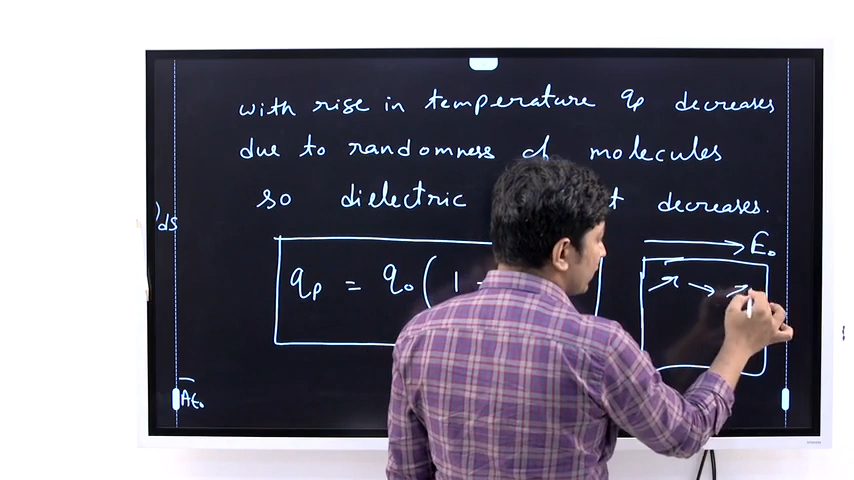 with rise in temperature qp decreases
due to randomness of molecules
so dielectric t decreases.
)ds
E₀
qp = q₀(1 -
AE₀